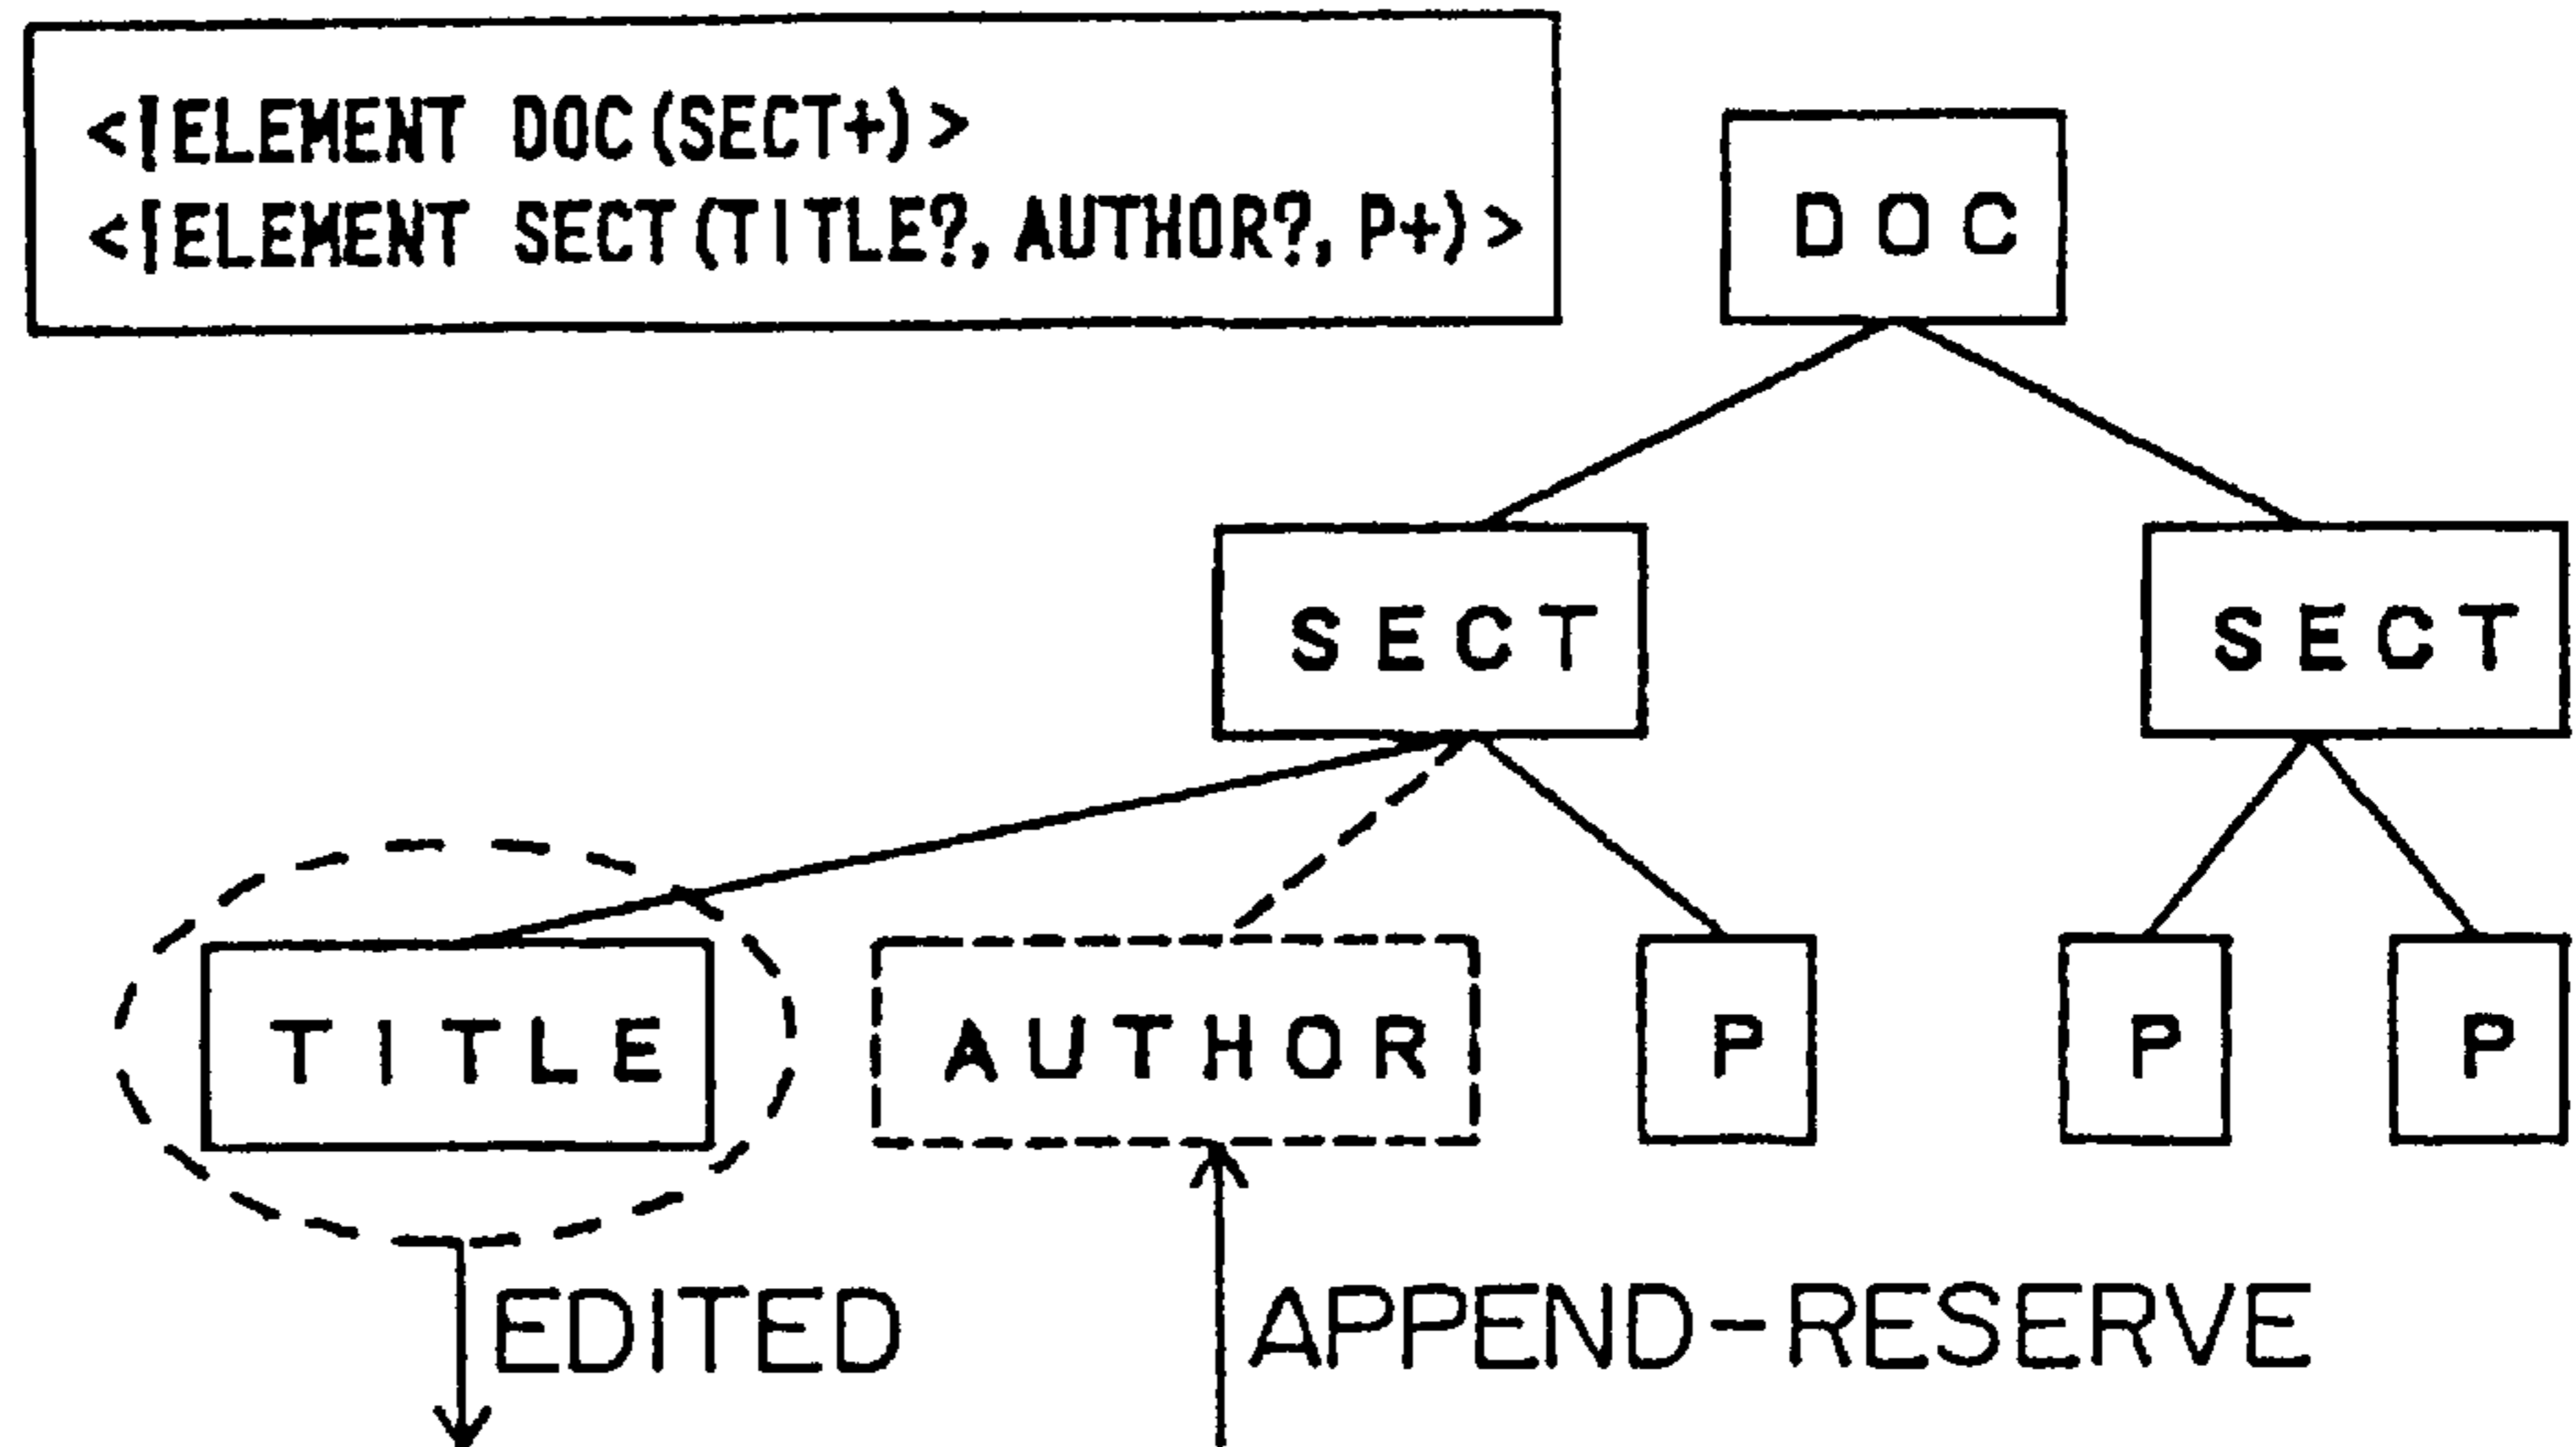 <!ELEMENT DOC(SECT+)>
<!ELEMENT SECT(TITLE?, AUTHOR?, P+)>
DOC
SECT
SECT
TITLE
AUTHOR
P
P
P
EDITED
APPEND-RESERVE